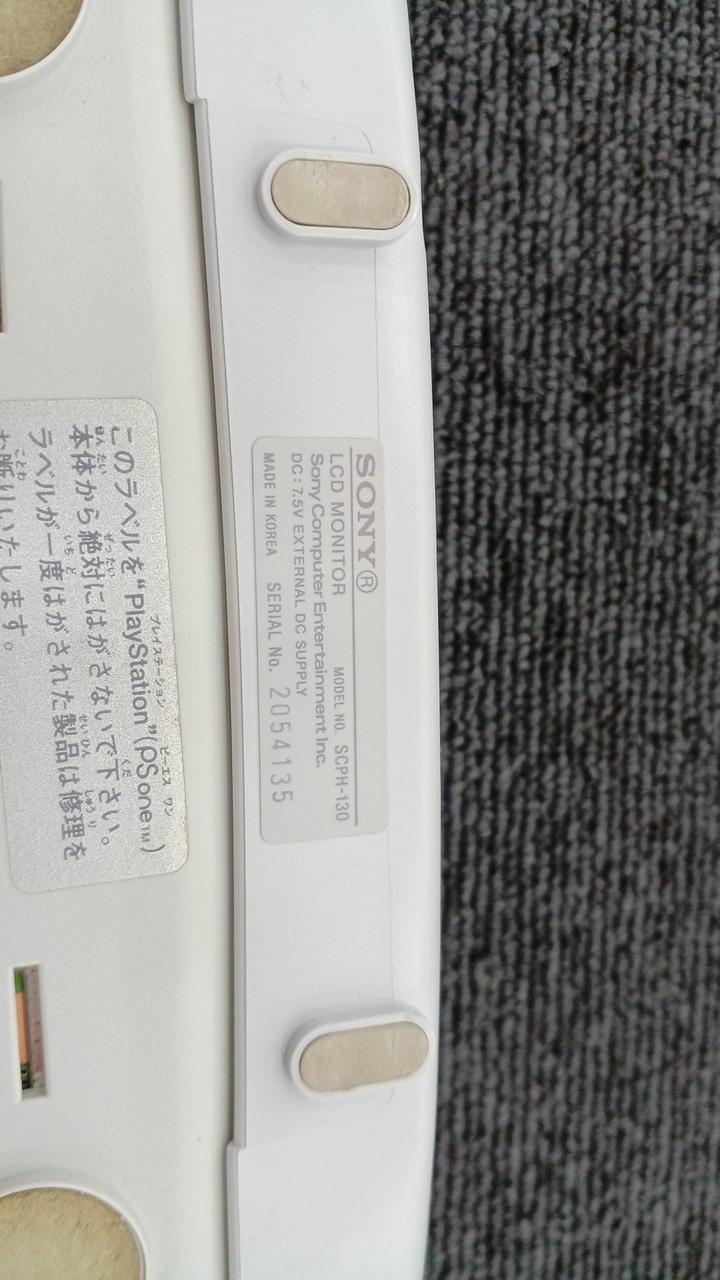 SONY®
LCD MONITOR MODEL NO. SCPH-130
Sony Computer Entertainment Inc.
DC: 7.5V EXTERNAL DC SUPPLY
MADE IN KOREA SERIAL No. 2054135
このラベルを“PlayStation”(PS one™)
本体から絶対にはがさないで下さい。
ラベルが一度はがされた製品は修理を
お断りいたします。